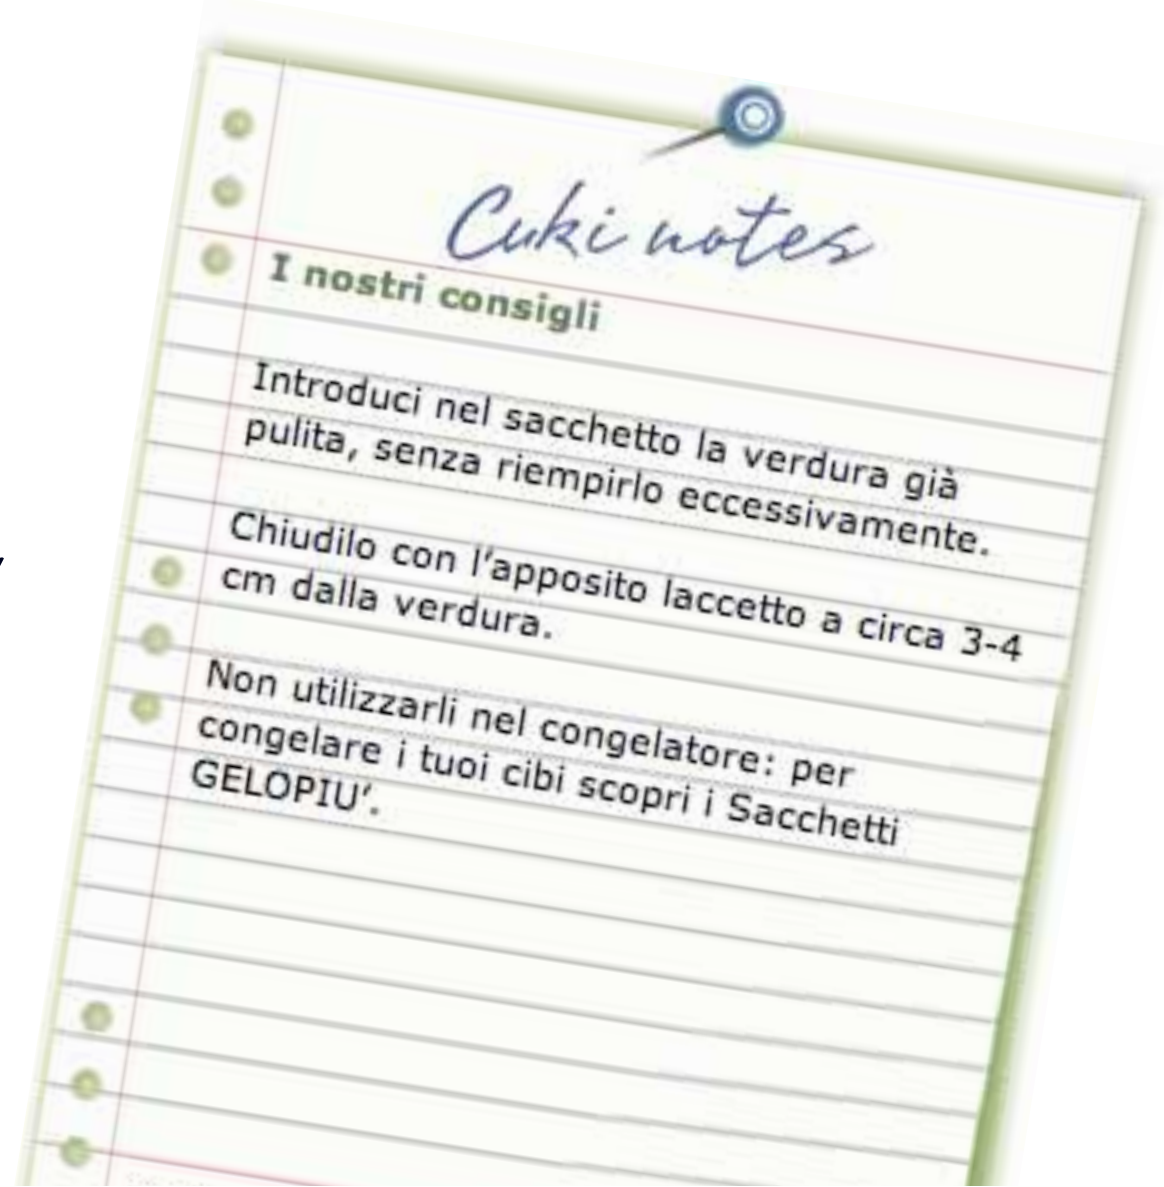 Cuki notes
I nostri consigli
Introduci nel sacchetto la verdura già
pulita, senza riempirlo eccessivamente.
Chiudilo con l’apposito laccetto a circa 3-4
cm dalla verdura.
Non utilizzarli nel congelatore: per
congelare i tuoi cibi scopri i Sacchetti
GELOPIU’.